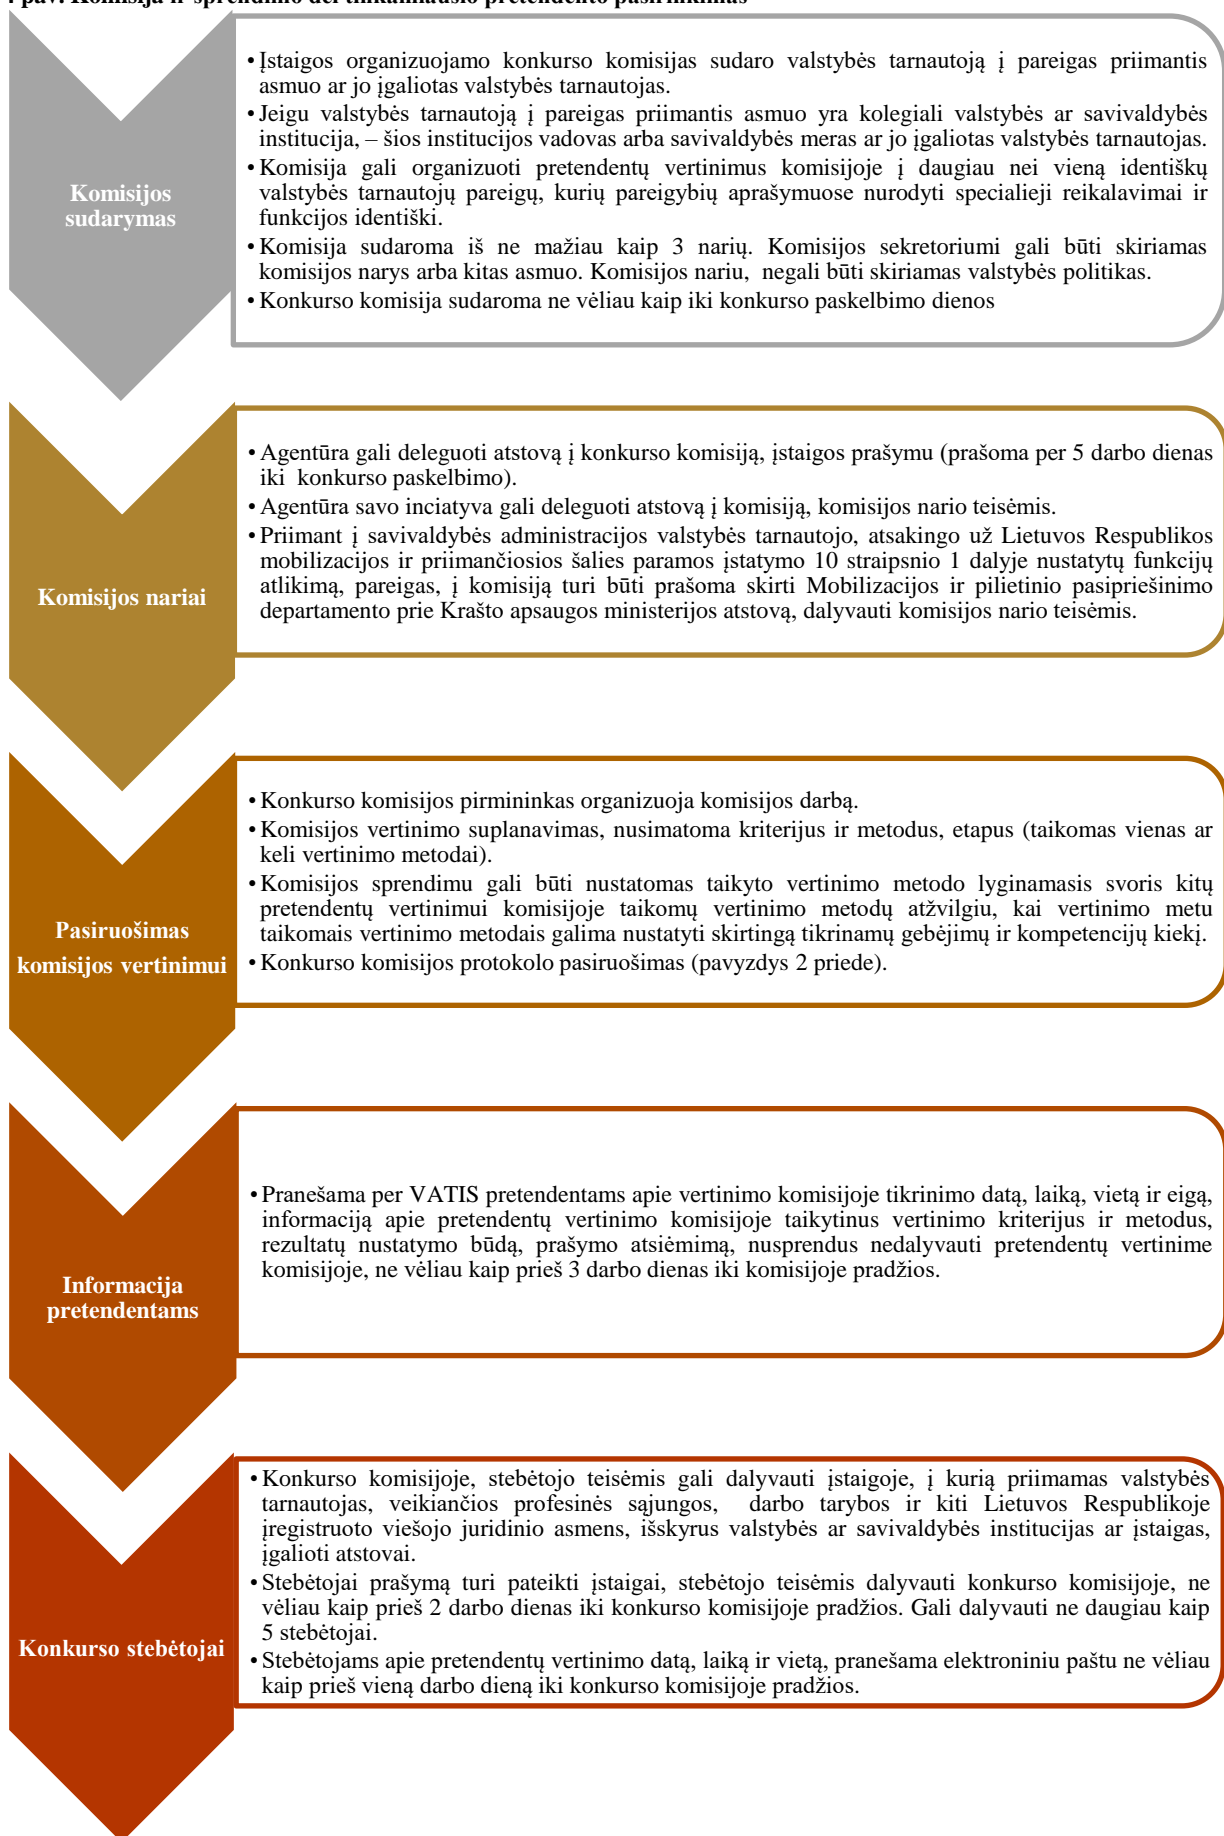 pav. Komisija ir sprendimo dėl tinkamiausio pretendento pasirinkimas
Komisijos
sudarymas
• Įstaigos organizuojamo konkurso komisijas sudaro valstybės tarnautoją į pareigas priimantis
asmuo ar jo įgaliotas valstybės tarnautojas.
• Jeigu valstybės tarnautoją į pareigas priimantis asmuo yra kolegiali valstybės ar savivaldybės
institucija, – šios institucijos vadovas arba savivaldybės meras ar jo įgaliotas valstybės tarnautojas.
• Komisija gali organizuoti pretendentų vertinimus komisijoje į daugiau nei vieną identiškų
valstybės tarnautojų pareigų, kurių pareigybių aprašymuose nurodyti specialieji reikalavimai ir
funkcijos identiški.
• Komisija sudaroma iš ne mažiau kaip 3 narių. Komisijos sekretoriumi gali būti skiriamas
komisijos narys arba kitas asmuo. Komisijos nariu, negali būti skiriamas valstybės politikas.
• Konkurso komisija sudaroma ne vėliau kaip iki konkurso paskelbimo dienos
Komisijos nariai
• Agentūra gali deleguoti atstovą į konkurso komisiją, įstaigos prašymu (prašoma per 5 darbo dienas
iki konkurso paskelbimo).
• Agentūra savo inciatyva gali deleguoti atstovą į komisiją, komisijos nario teisėmis.
• Priimant į savivaldybės administracijos valstybės tarnautojo, atsakingo už Lietuvos Respublikos
mobilizacijos ir priimančiosios šalies paramos įstatymo 10 straipsnio 1 dalyje nustatytų funkcijų
atlikimą, pareigas, į komisiją turi būti prašoma skirti Mobilizacijos ir pilietinio pasipriešinimo
departamento prie Krašto apsaugos ministerijos atstovą, dalyvauti komisijos nario teisėmis.
Pasiruošimas
komisijos vertinimui
• Konkurso komisijos pirmininkas organizuoja komisijos darbą.
• Komisijos vertinimo suplanavimas, nusimatoma kriterijus ir metodus, etapus (taikomas vienas ar
keli vertinimo metodai).
• Komisijos sprendimu gali būti nustatomas taikyto vertinimo metodo lyginamasis svoris kitų
pretendentų vertinimui komisijoje taikomų vertinimo metodų atžvilgiu, kai vertinimo metu
taikomais vertinimo metodais galima nustatyti skirtingą tikrinamų gebėjimų ir kompetencijų kiekį.
• Konkurso komisijos protokolo pasiruošimas (pavyzdys 2 priede).
Informacija
pretendentams
• Pranešama per VATIS pretendentams apie vertinimo komisijoje tikrinimo datą, laiką, vietą ir eigą,
informaciją apie pretendentų vertinimo komisijoje taikytinus vertinimo kriterijus ir metodus,
rezultatų nustatymo būdą, prašymo atsiėmimą, nusprendus nedalyvauti pretendentų vertinime
komisijoje, ne vėliau kaip prieš 3 darbo dienas iki komisijoje pradžios.
Konkurso stebėtojai
• Konkurso komisijoje, stebėtojo teisėmis gali dalyvauti įstaigoje, į kurią priimamas valstybės
tarnautojas, veikiančios profesinės sąjungos, darbo tarybos ir kiti Lietuvos Respublikoje
įregistruoto viešojo juridinio asmens, išskyrus valstybės ar savivaldybės institucijas ar įstaigas,
įgalioti atstovai.
• Stebėtojai prašymą turi pateikti įstaigai, stebėtojo teisėmis dalyvauti konkurso komisijoje, ne
vėliau kaip prieš 2 darbo dienas iki konkurso komisijoje pradžios. Gali dalyvauti ne daugiau kaip
5 stebėtojai.
• Stebėtojams apie pretendentų vertinimo datą, laiką ir vietą, pranešama elektroniniu paštu ne vėliau
kaip prieš vieną darbo dieną iki konkurso komisijoje pradžios.